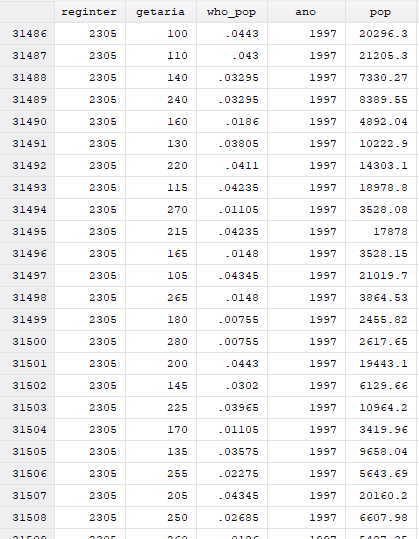 reginter getaria who_pop ano pop
31486 2305 100 .0443 1997 20296.3
31487 2305 110 .043 1997 21205.3
31488 2305 140 .03295 1997 7330.27
31489 2305 240 .03295 1997 8389.55
31490 2305 160 .0186 1997 4892.04
31491 2305 130 .03805 1997 10222.9
31492 2305 220 .0411 1997 14303.1
31493 2305 115 .04235 1997 18978.8
31494 2305 270 .01105 1997 3528.08
31495 2305 215 .04235 1997 17878
31496 2305 165 .0148 1997 3528.15
31497 2305 105 .04345 1997 21019.7
31498 2305 265 .0148 1997 3864.53
31499 2305 180 .00755 1997 2455.82
31500 2305 280 .00755 1997 2617.65
31501 2305 200 .0443 1997 19443.1
31502 2305 145 .0302 1997 6129.66
31503 2305 225 .03965 1997 10964.2
31504 2305 170 .01105 1997 3419.96
31505 2305 135 .03575 1997 9658.04
31506 2305 255 .02275 1997 5643.69
31507 2305 205 .04345 1997 20160.2
31508 2305 250 .02685 1997 6607.98